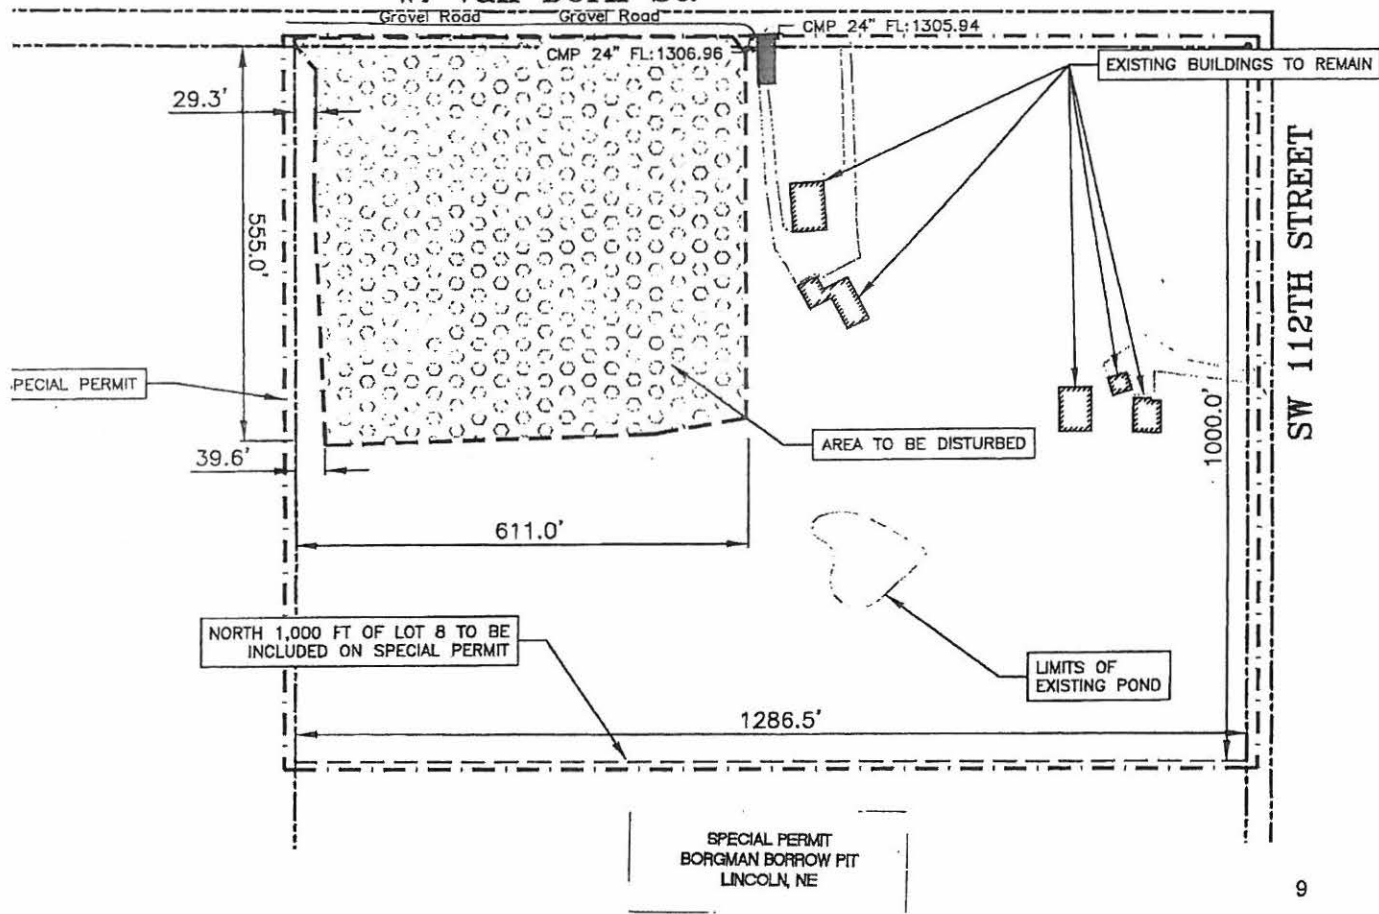 Gravel Road Gravel Road
CMP 24" FL:1305.94
CMP 24" FL:1306.96
EXISTING BUILDINGS TO REMAIN
29.3'
555.0'
SW 112TH STREET
SPECIAL PERMIT
39.6'
AREA TO BE DISTURBED
1000.0'
611.0'
NORTH 1,000 FT OF LOT 8 TO BE
INCLUDED ON SPECIAL PERMIT
LIMITS OF
EXISTING POND
1286.5'
SPECIAL PERMIT
BORGMAN BORROW PIT
LINCOLN, NE
9